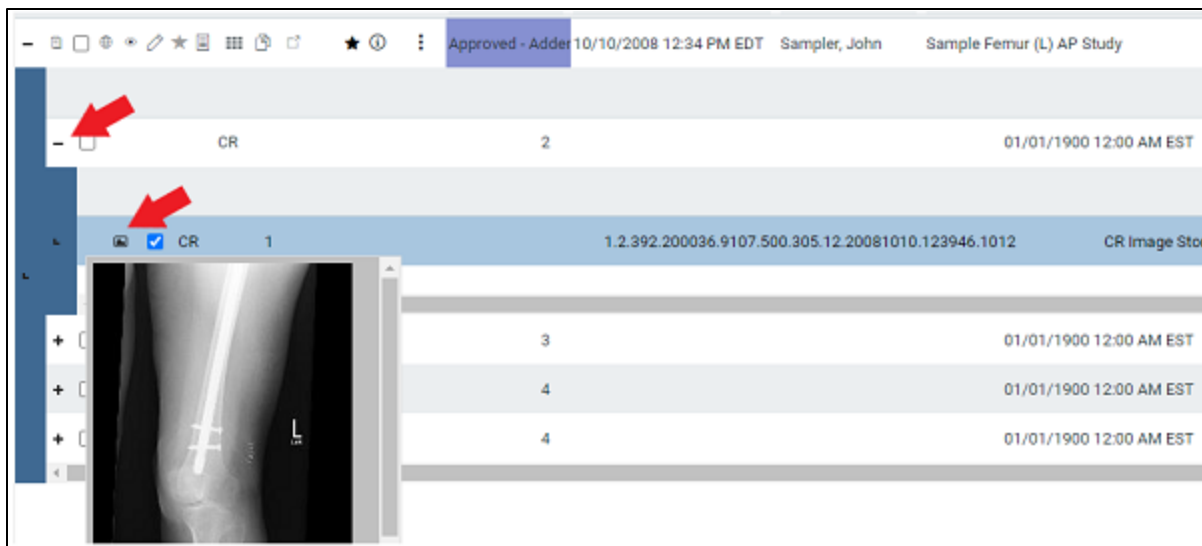 Approved - Adder 10/10/2008 12:34 PM EDT Sampler, John Sample Femur (L) AP Study
CR 2 01/01/1900 12:00 AM EST
CR 1 1.2.392.200036.9107.500.305.12.20081010.123946.1012 CR Image Stor
L
3 01/01/1900 12:00 AM EST
4 01/01/1900 12:00 AM EST
4 01/01/1900 12:00 AM EST